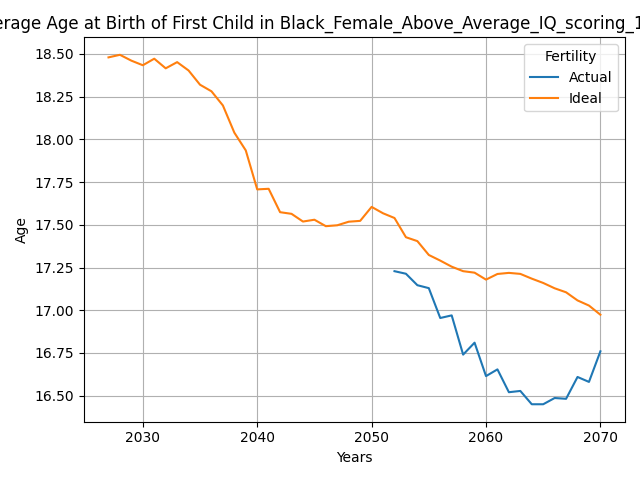 erage Age at Birth of First Child in Black_Female_Above_Average_IQ_scoring_1
Fertility
Actual
Ideal
18.50
18.25
18.00
17.75
17.50
17.25
17.00
16.75
16.50
Age
2030 2040 2050 2060 2070
Years